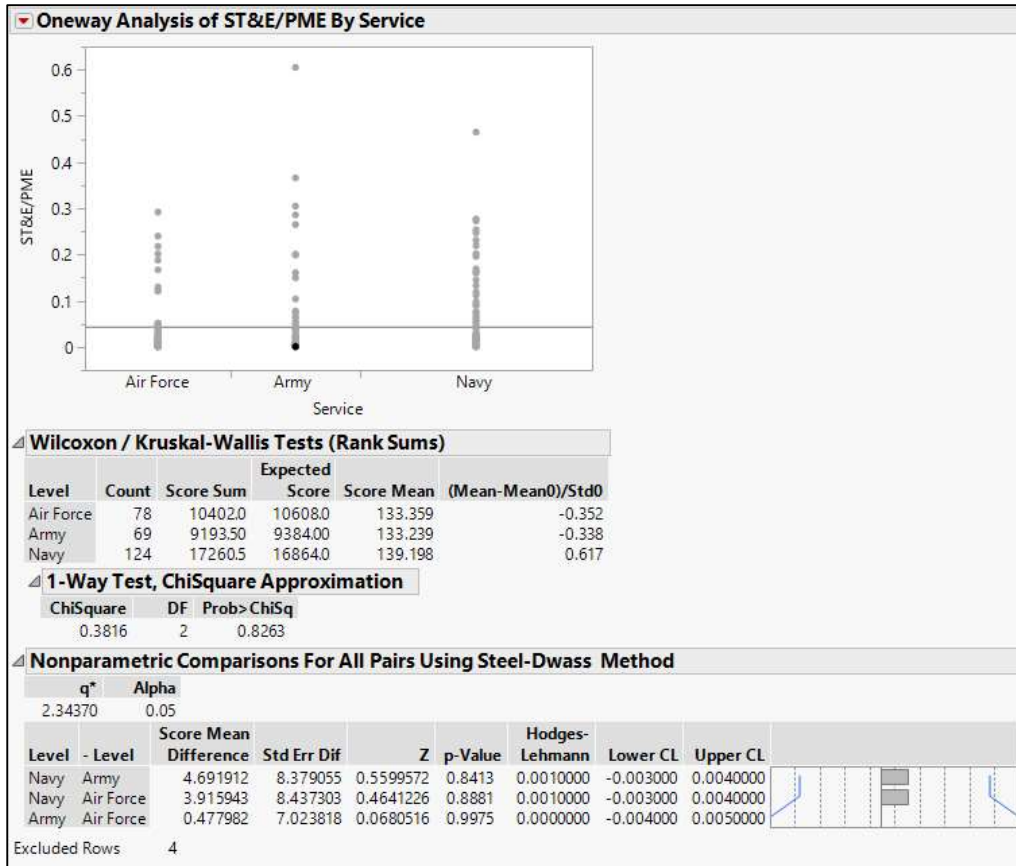 Oneway Analysis of ST&E/PME By Service
0.6
0.5
0.4
0.3
0.2
0.1
0
ST&E/PME
Air Force Army Navy
Service
Wilcoxon / Kruskal-Wallis Tests (Rank Sums)
Expected
Level Count Score Sum Score Score Mean (Mean-Mean0)/Std0
Air Force 78 10402.0 10608.0 133.359 -0.352
Army 69 9193.50 9384.00 133.239 -0.338
Navy 124 17260.5 16864.0 139.198 0.617
1-Way Test, ChiSquare Approximation
ChiSquare DF Prob>ChiSq
0.3816 2 0.8263
Nonparametric Comparisons For All Pairs Using Steel-Dwass Method
q* Alpha
2.34370 0.05
Score Mean Hodges-
Level - Level Difference Std Err Dif Z p-Value Lehmann Lower CL Upper CL
Navy Army 4.691912 8.379055 0.5599572 0.8413 0.0010000 -0.003000 0.0040000
Navy Air Force 3.915943 8.437303 0.4641226 0.8881 0.0010000 -0.003000 0.0040000
Army Air Force 0.477982 7.023818 0.0680516 0.9975 0.0000000 -0.004000 0.0050000
Excluded Rows 4